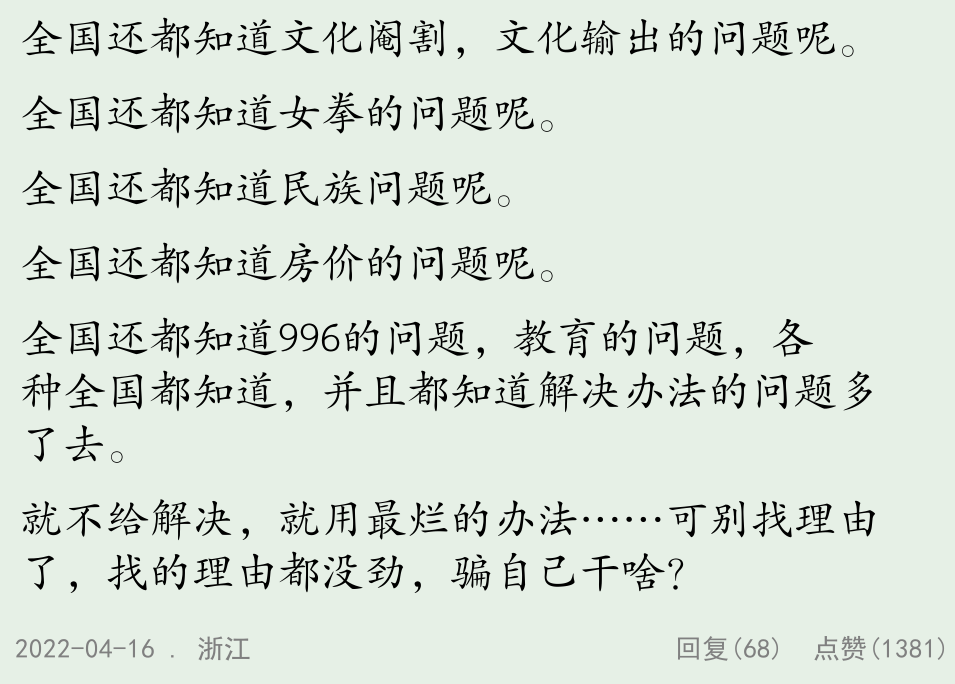 全国还都知道文化阉割，文化输出的问题呢。
全国还都知道女拳的问题呢。
全国还都知道民族问题呢。
全国还都知道房价的问题呢。
全国还都知道996的问题，教育的问题，各
种全国都知道，并且都知道解决办法的问题多
了去。
就不给解决，就用最烂的办法……可别找理由
了，找的理由都没劲，骗自己干啥？
2022-04-16 . 浙江 回复(68) 点赞(1381)